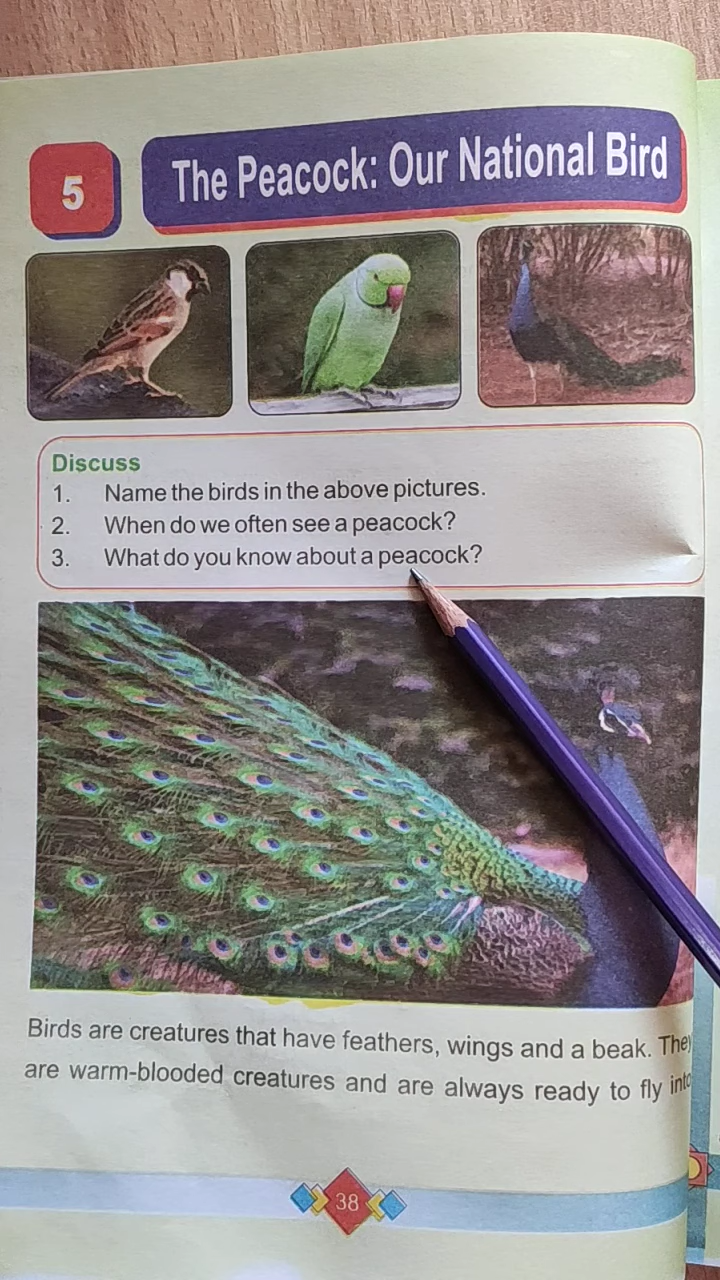 5
The Peacock: Our National Bird
Discuss
1. Name the birds in the above pictures.
2. When do we often see a peacock?
3. What do you know about a peacock?
Birds are creatures that have feathers, wings and a beak. They
are warm-blooded creatures and are always ready to fly into
38